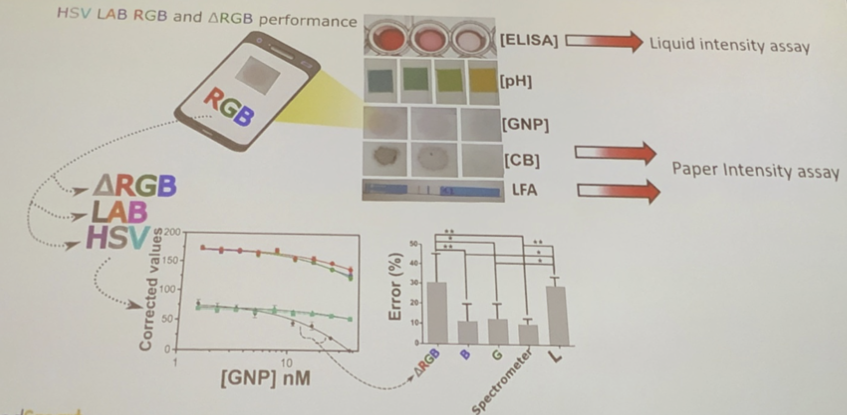 HSV LAB RGB and ΔRGB performance
RGB
[ELISA]
Liquid intensity assay
[pH]
[GNP]
[CB]
Paper Intensity assay
LFA
ΔRGB
LAB
HSV
Corrected values
200
150
100
50
0
1
10
[GNP] nM
Error (%)
50
40
30
20
10
0
**
*
**
**
*
*
ΔRGB
B
G
Spectrometer
L